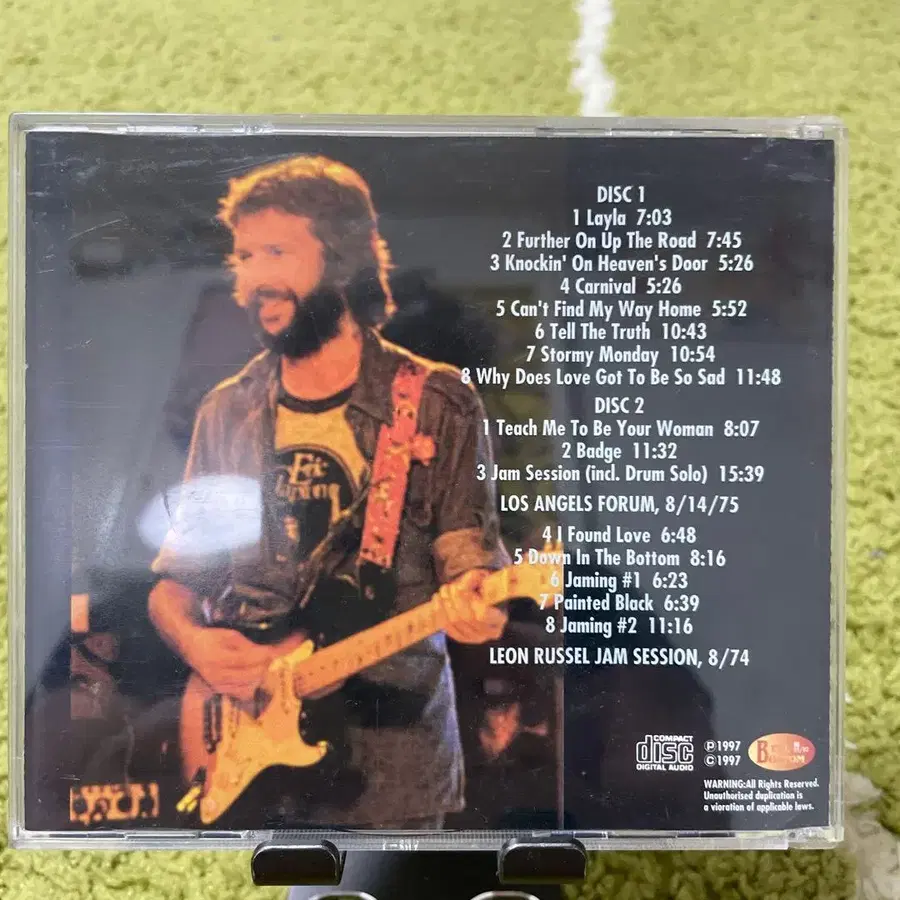 DISC 1
1 Layla 7:03
2 Further On Up The Road 7:45
3 Knockin' On Heaven's Door 5:26
4 Carnival 5:26
5 Can't Find My Way Home 5:52
6 Tell The Truth 10:43
7 Stormy Monday 10:54
8 Why Does Love Got To Be So Sad 11:48
DISC 2
1 Teach Me To Be Your Woman 8:07
2 Badge 11:32
3 Jam Session (incl. Drum Solo) 15:39
LOS ANGELS FORUM, 8/14/75
4 I Found Love 6:48
5 Down In The Bottom 8:16
6 Jaming #1 6:23
7 Painted Black 6:39
8 Jaming #2 11:16
LEON RUSSEL JAM SESSION, 8/74
COMPACT
disc
DIGITAL AUDIO
℗1997
©1997
WARNING:All Rights Reserved.
Unauthorised duplication is
a vioration of applicable laws.